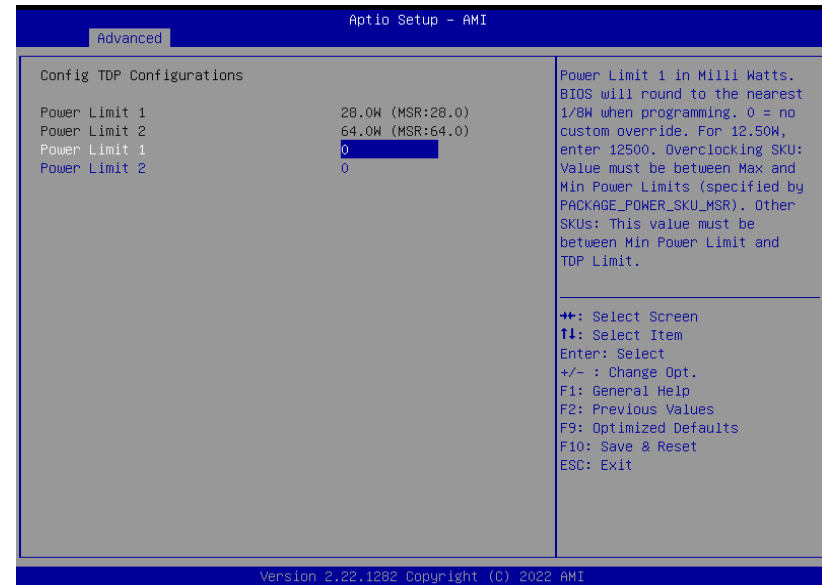 Aptio Setup – AMI
Advanced
Config TDP Configurations
Power Limit 1 28.0W (MSR:28.0)
Power Limit 2 64.0W (MSR:64.0)
Power Limit 1 0
Power Limit 2 0
Power Limit 1 in Milli Watts.
BIOS will round to the nearest
1/8W when programming. 0 = no
custom override. For 12.50W,
enter 12500. Overclocking SKU:
Value must be between Max and
Min Power Limits (specified by
PACKAGE_POWER_SKU_MSR). Other
SKUs: This value must be
between Min Power Limit and
TDP Limit.
→←: Select Screen
↑↓: Select Item
Enter: Select
+/- : Change Opt.
F1: General Help
F2: Previous Values
F9: Optimized Defaults
F10: Save & Reset
ESC: Exit
Version 2.22.1282 Copyright (C) 2022 AMI